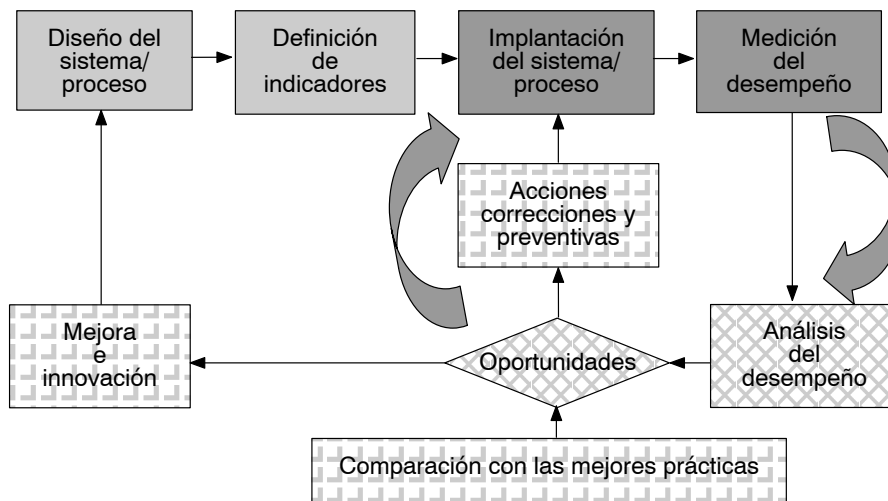 Diseño del
sistema/
proceso
Definición
de
indicadores
Implantación
del sistema/
proceso
Medición
del
desempeño
Acciones
correcciones y
preventivas
Mejora
e
innovación
Oportunidades
Análisis
del
desempeño
Comparación con las mejores prácticas